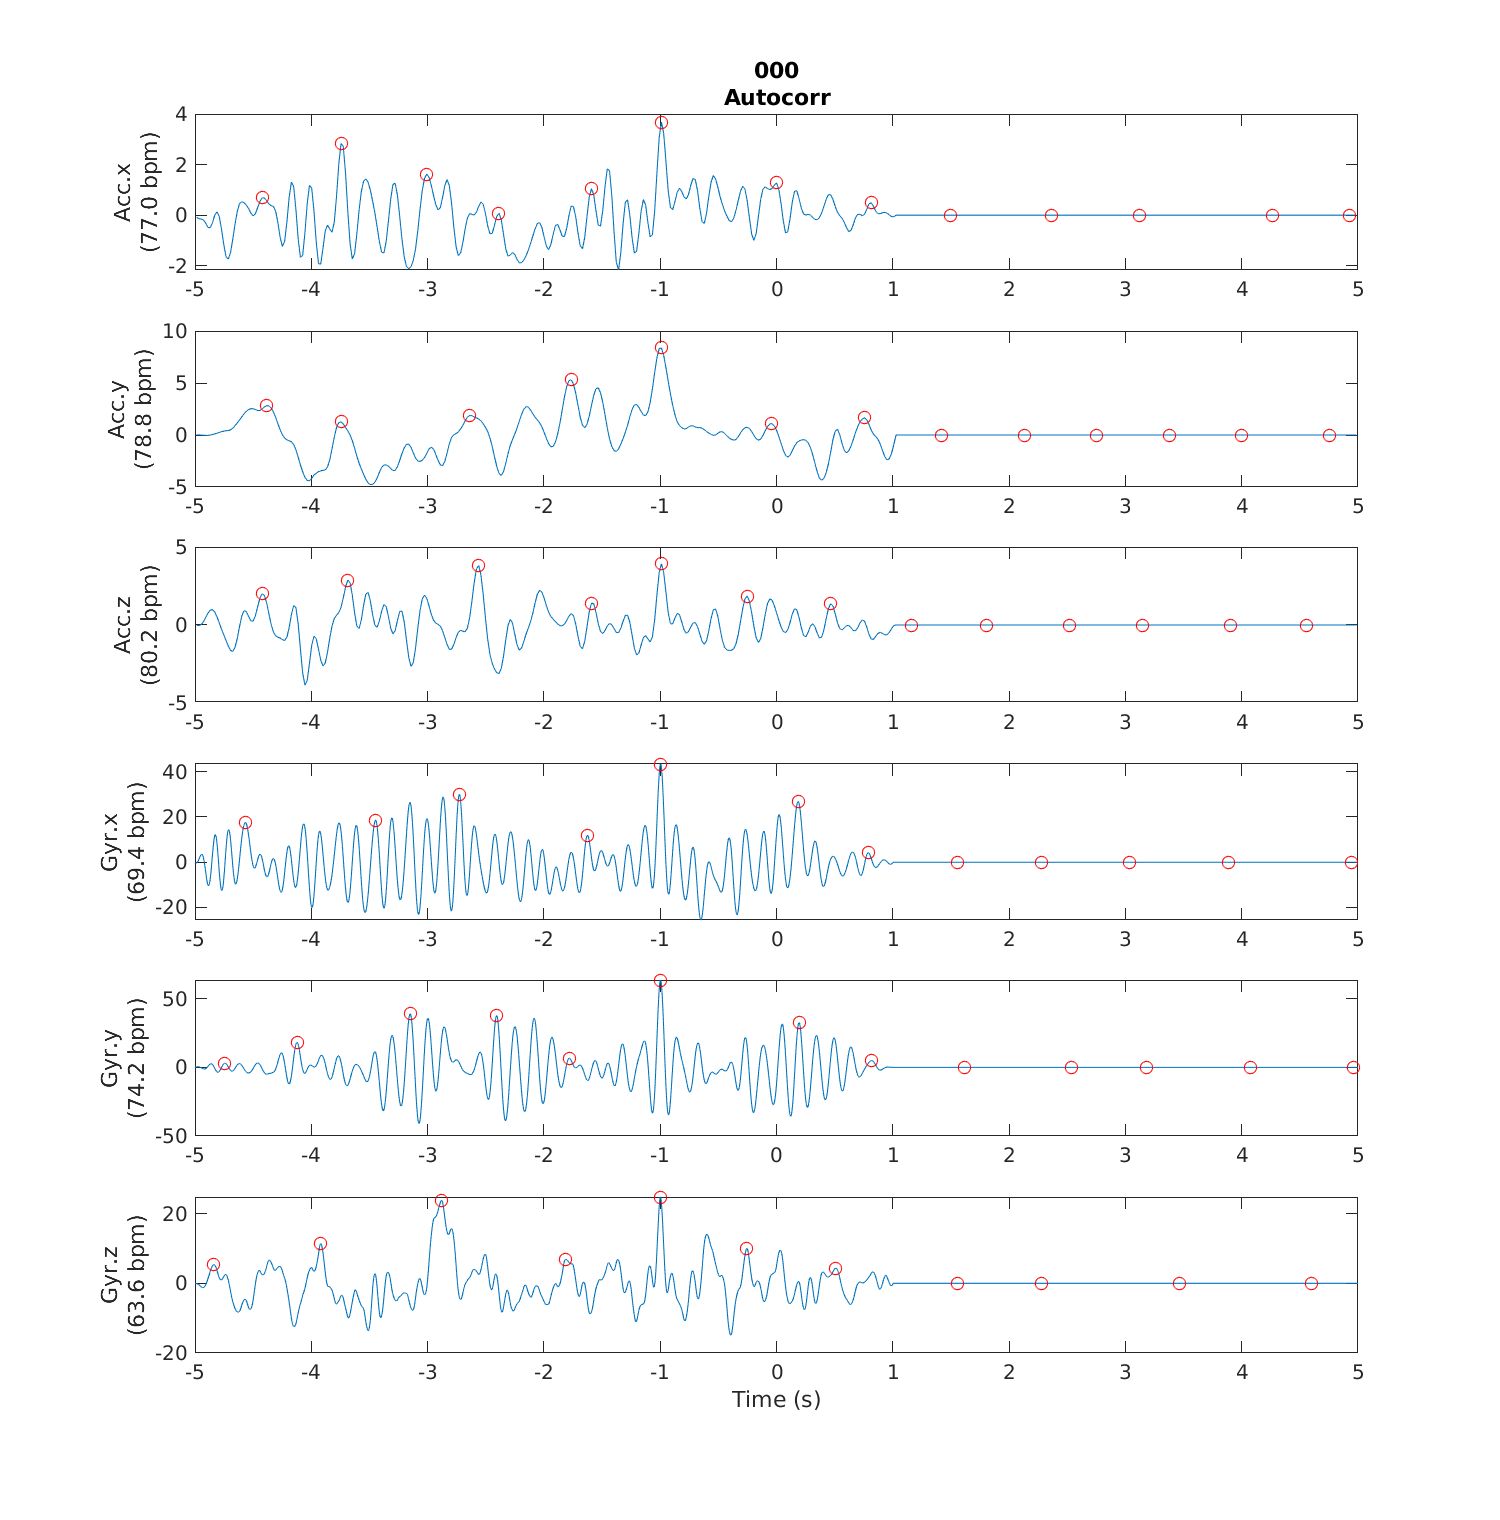 000
Autocorr
Acc.x
(77.0 bpm)
4
2
0
-2
-5 -4 -3 -2 -1 0 1 2 3 4 5
Acc.y
(78.8 bpm)
10
5
0
-5
-5 -4 -3 -2 -1 0 1 2 3 4 5
Acc.z
(80.2 bpm)
5
0
-5
-5 -4 -3 -2 -1 0 1 2 3 4 5
Gyr.x
(69.4 bpm)
40
20
0
-20
-5 -4 -3 -2 -1 0 1 2 3 4 5
Gyr.y
(74.2 bpm)
50
0
-50
-5 -4 -3 -2 -1 0 1 2 3 4 5
Gyr.z
(63.6 bpm)
20
0
-20
-5 -4 -3 -2 -1 0 1 2 3 4 5
Time (s)